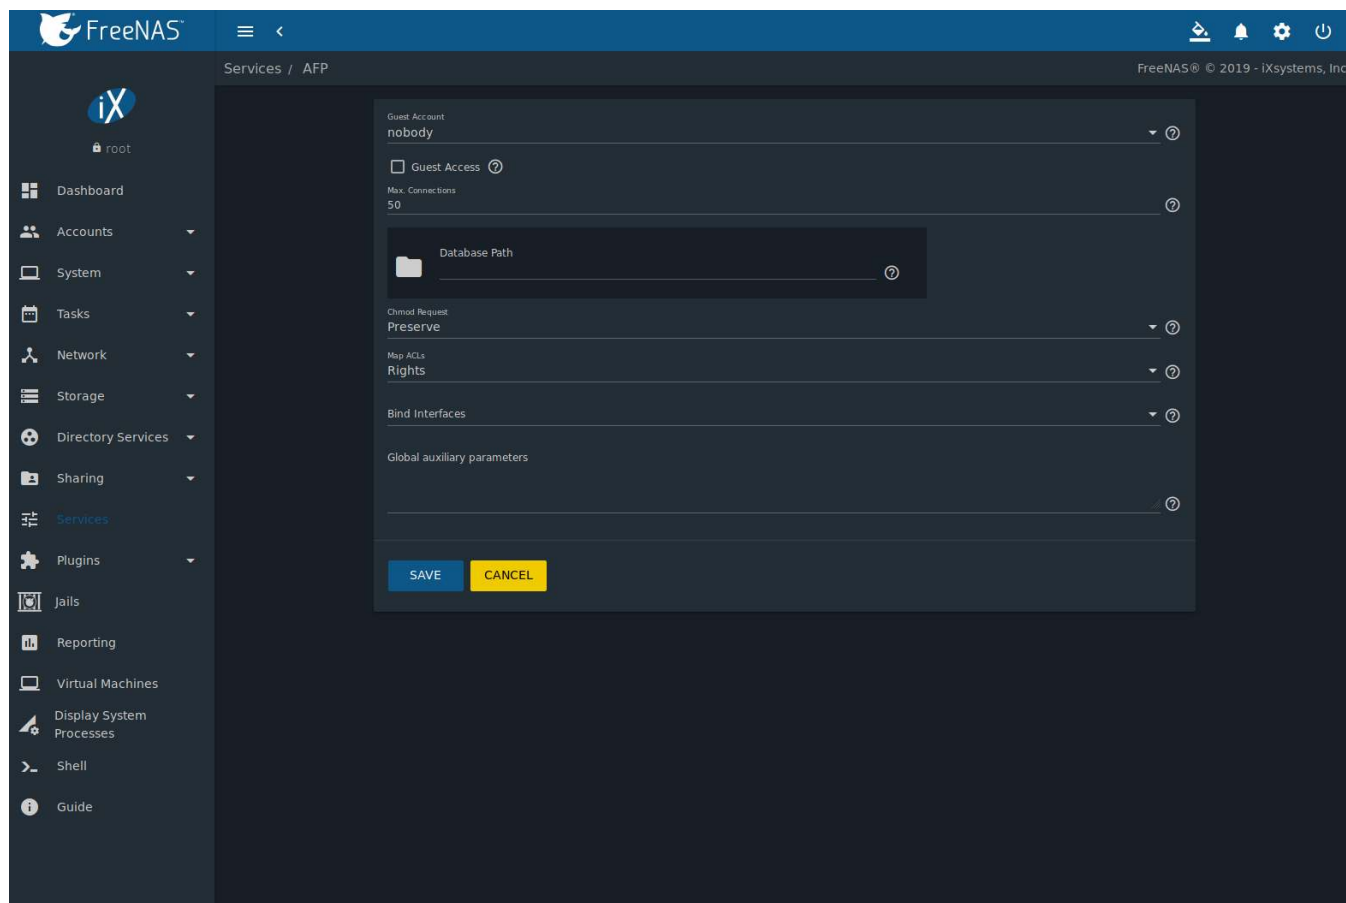 FreeNAS™
Services / AFP
FreeNAS® © 2019 - iXsystems, Inc
iX
root
Dashboard
Accounts
System
Tasks
Network
Storage
Directory Services
Sharing
Services
Plugins
Jails
Reporting
Virtual Machines
Display System
Processes
Shell
Guide
Guest Account
nobody
Guest Access
Max. Connections
50
Database Path
Chmod Request
Preserve
Map ACLs
Rights
Bind Interfaces
Global auxiliary parameters
SAVE
CANCEL